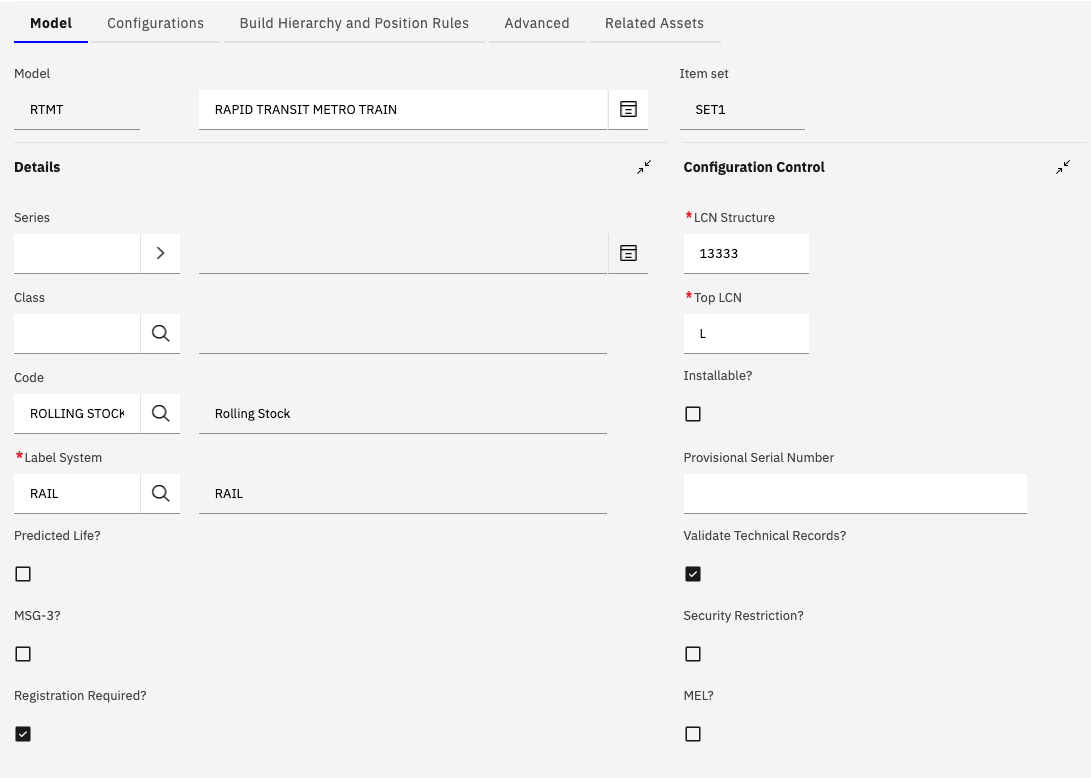 Model Configurations Build Hierarchy and Position Rules Advanced Related Assets
Model
RTMT RAPID TRANSIT METRO TRAIN
Item set
SET1
Details
Series
Class
Code
ROLLING STOCK Rolling Stock
*Label System
RAIL RAIL
Predicted Life?
MSG-3?
Registration Required?
Configuration Control
*LCN Structure
13333
*Top LCN
L
Installable?
Provisional Serial Number
Validate Technical Records?
Security Restriction?
MEL?